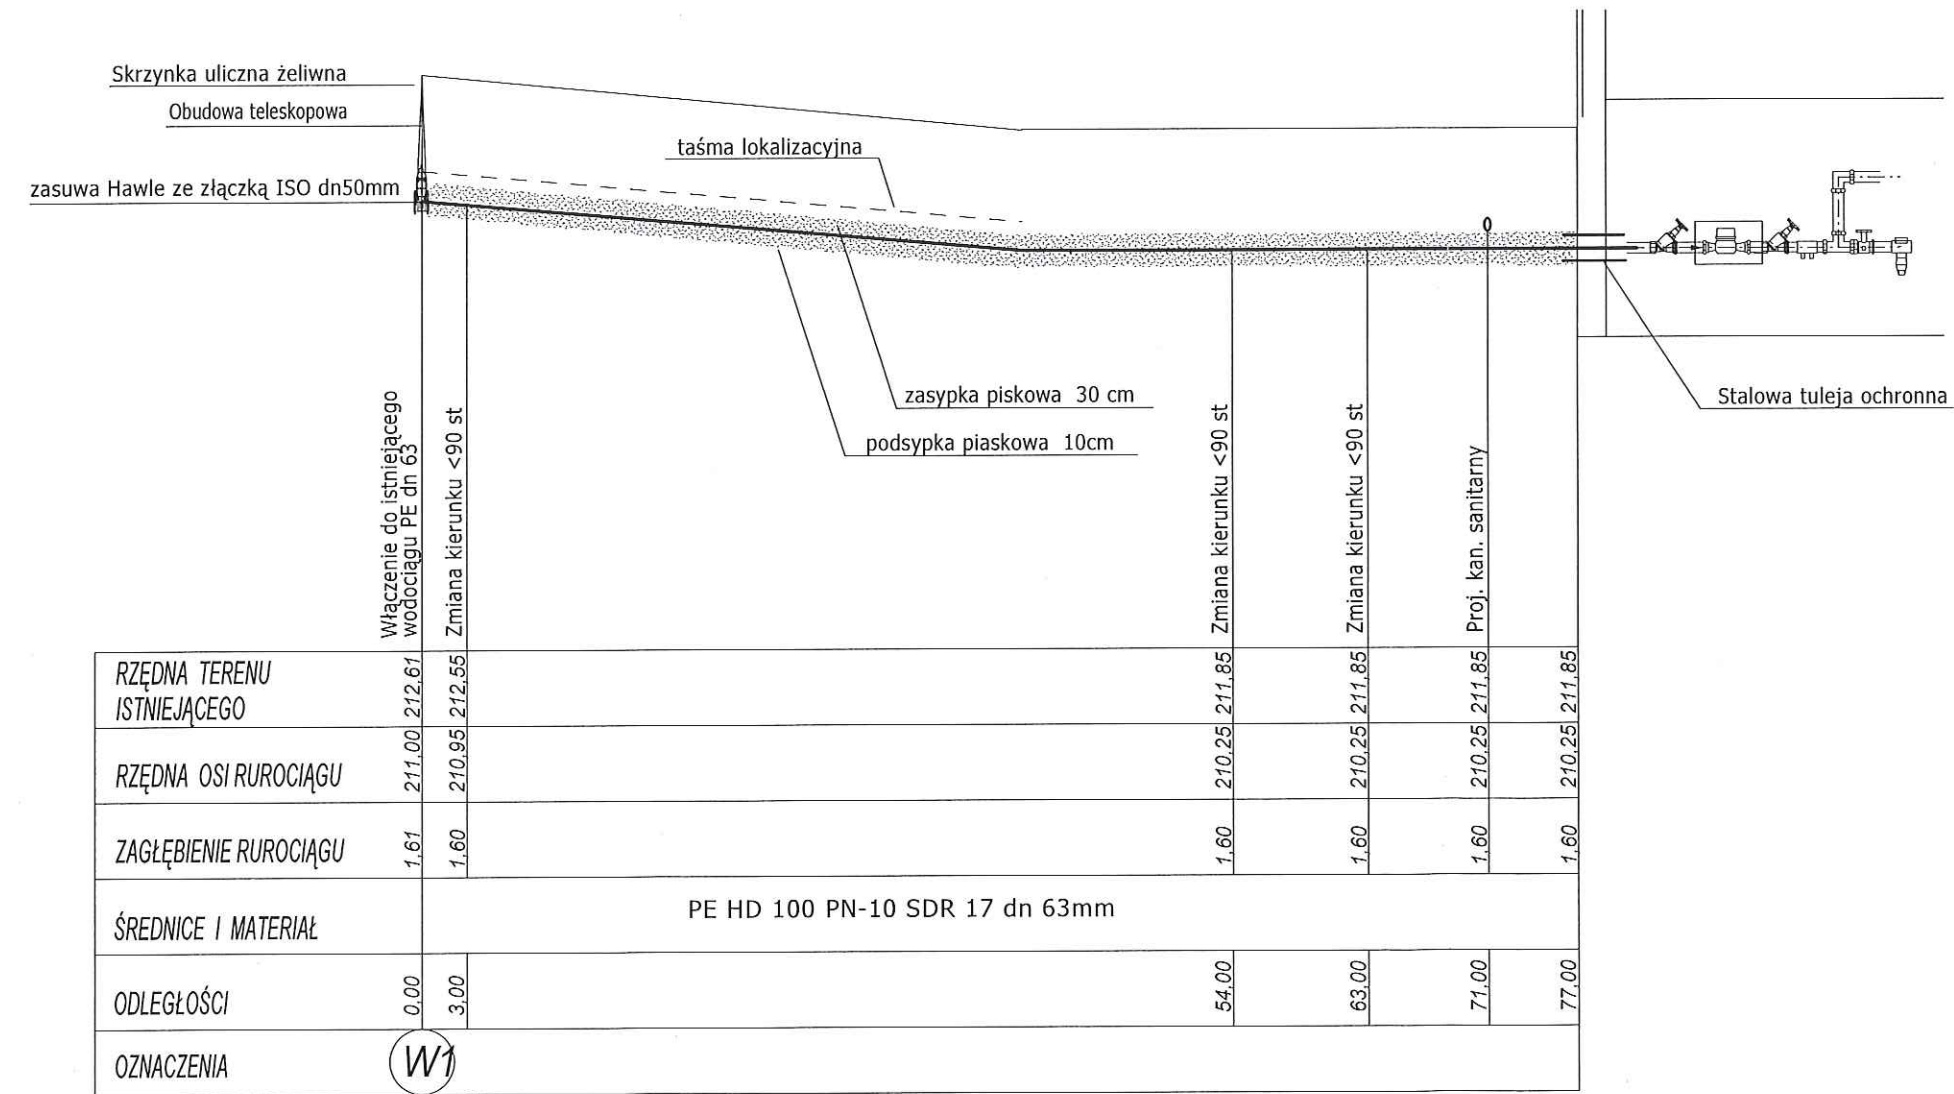 Skrzynka uliczna żeliwna
Obudowa teleskopowa
taśma lokalizacyjna
zasuwa Hawle ze złączką ISO dn50mm
zasypka piskowa 30 cm
podsypka piaskowa 10cm
Stalowa tuleja ochronna
Włączenie do istniejącego
wodociągu PE dn 63
Zmiana kierunku <90 st
Zmiana kierunku <90 st
Zmiana kierunku <90 st
Proj. kan. sanitarny
RZĘDNA TERENU
ISTNIEJĄCEGO
212,61 212,55 211,85 211,85 211,85 211,85
RZĘDNA OSI RUROCIĄGU
211,00 210,95 210,25 210,25 210,25 210,25
ZAGŁĘBIENIE RUROCIĄGU
1,61 1,60 1,60 1,60 1,60 1,60
ŚREDNICE I MATERIAŁ
PE HD 100 PN-10 SDR 17 dn 63mm
ODLEGŁOŚCI
0,00 3,00 54,00 63,00 71,00 77,00
OZNACZENIA
W1